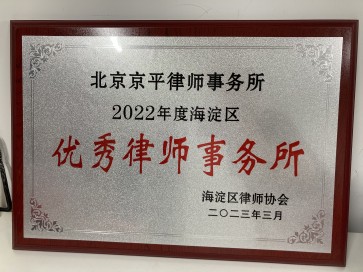 北京京平律师事务所
2022年度海淀区
优秀律师事务所
海淀区律师协会
二〇二三年三月